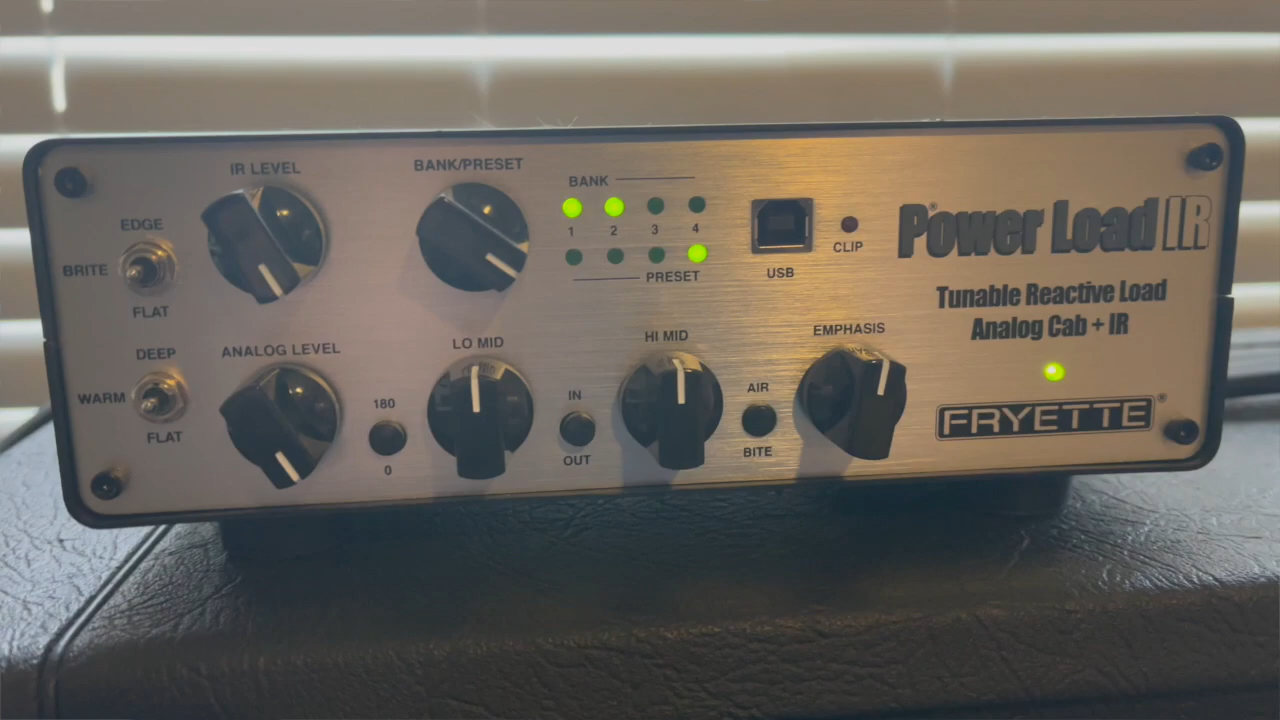 IR LEVEL
BANK/PRESET
BANK
EDGE
BRITE
FLAT
1 2 3 4
PRESET
USB
CLIP
Power Load IR
Tunable Reactive Load
Analog Cab + IR
DEEP
WARM
FLAT
ANALOG LEVEL
180
0
LO MID
IN
OUT
HI MID
AIR
BITE
EMPHASIS
FRYETTE®